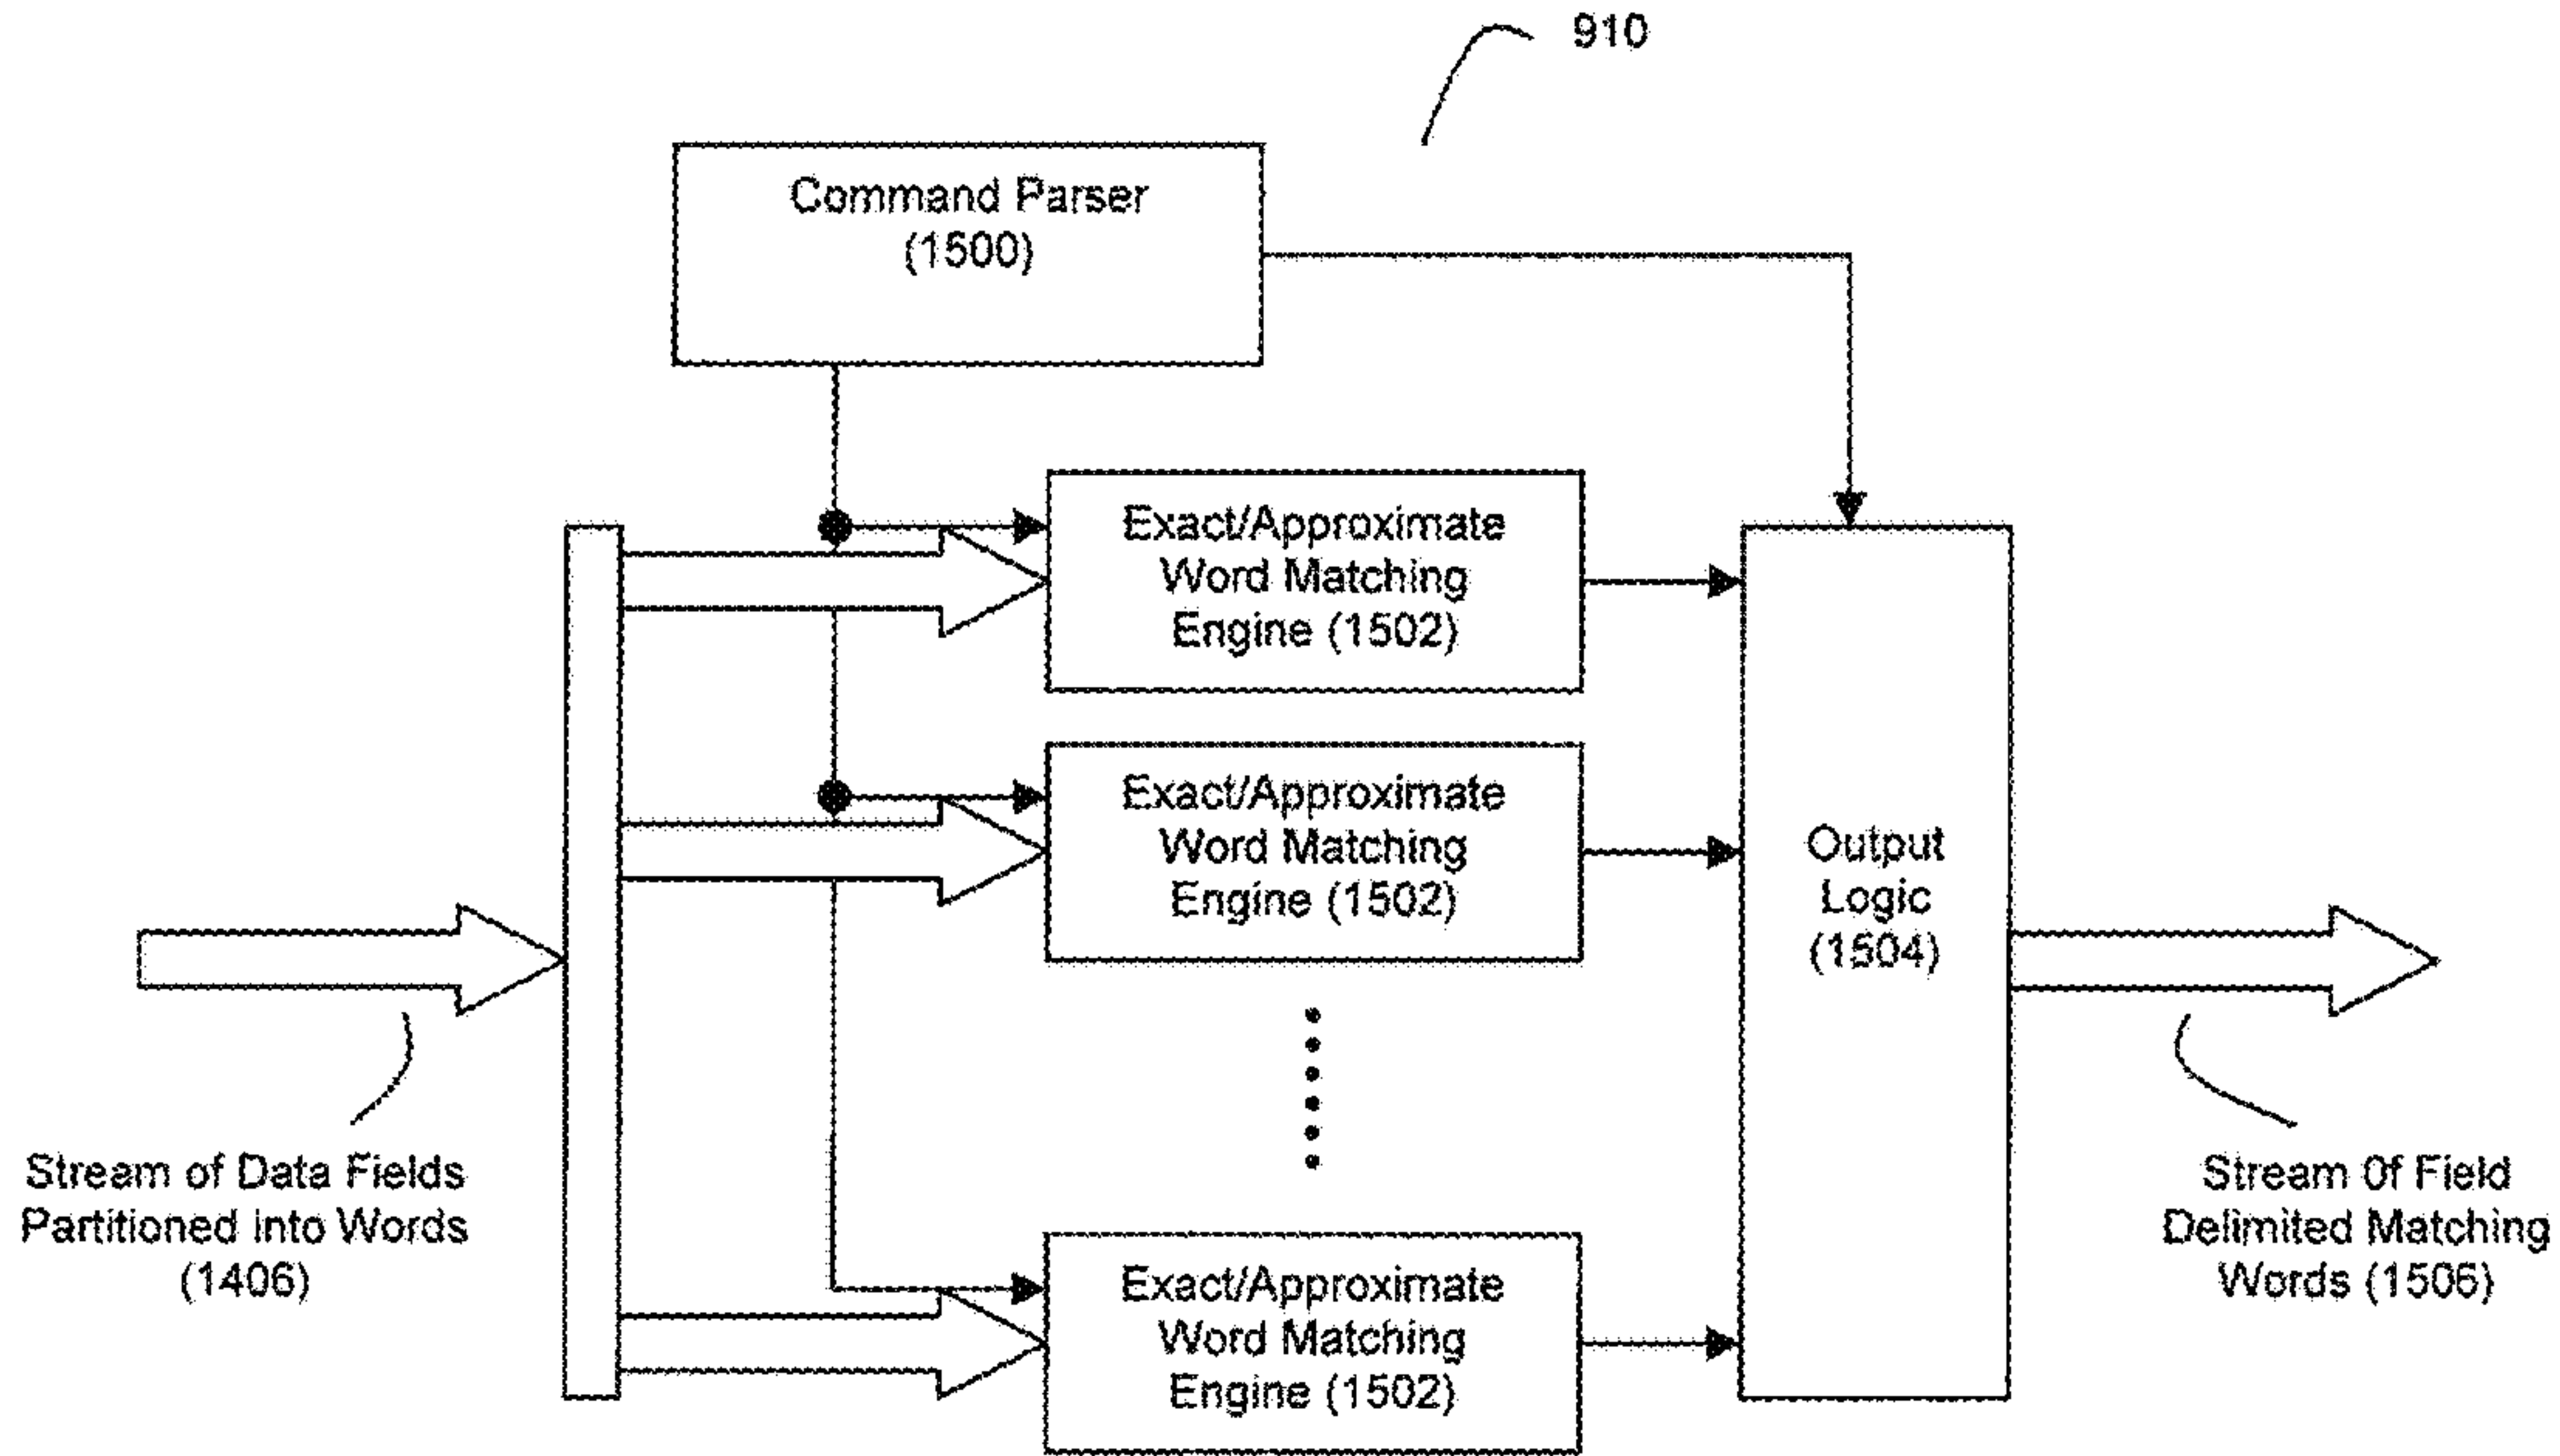 910
Command Parser
(1500)
Exact/Approximate
Word Matching
Engine (1502)
Exact/Approximate
Word Matching
Engine (1502)
Output
Logic
(1504)
Stream of Data Fields
Partitioned into Words
(1406)
Stream 0f Field
Delimited Matching
Words (1506)
Exact/Approximate
Word Matching
Engine (1502)